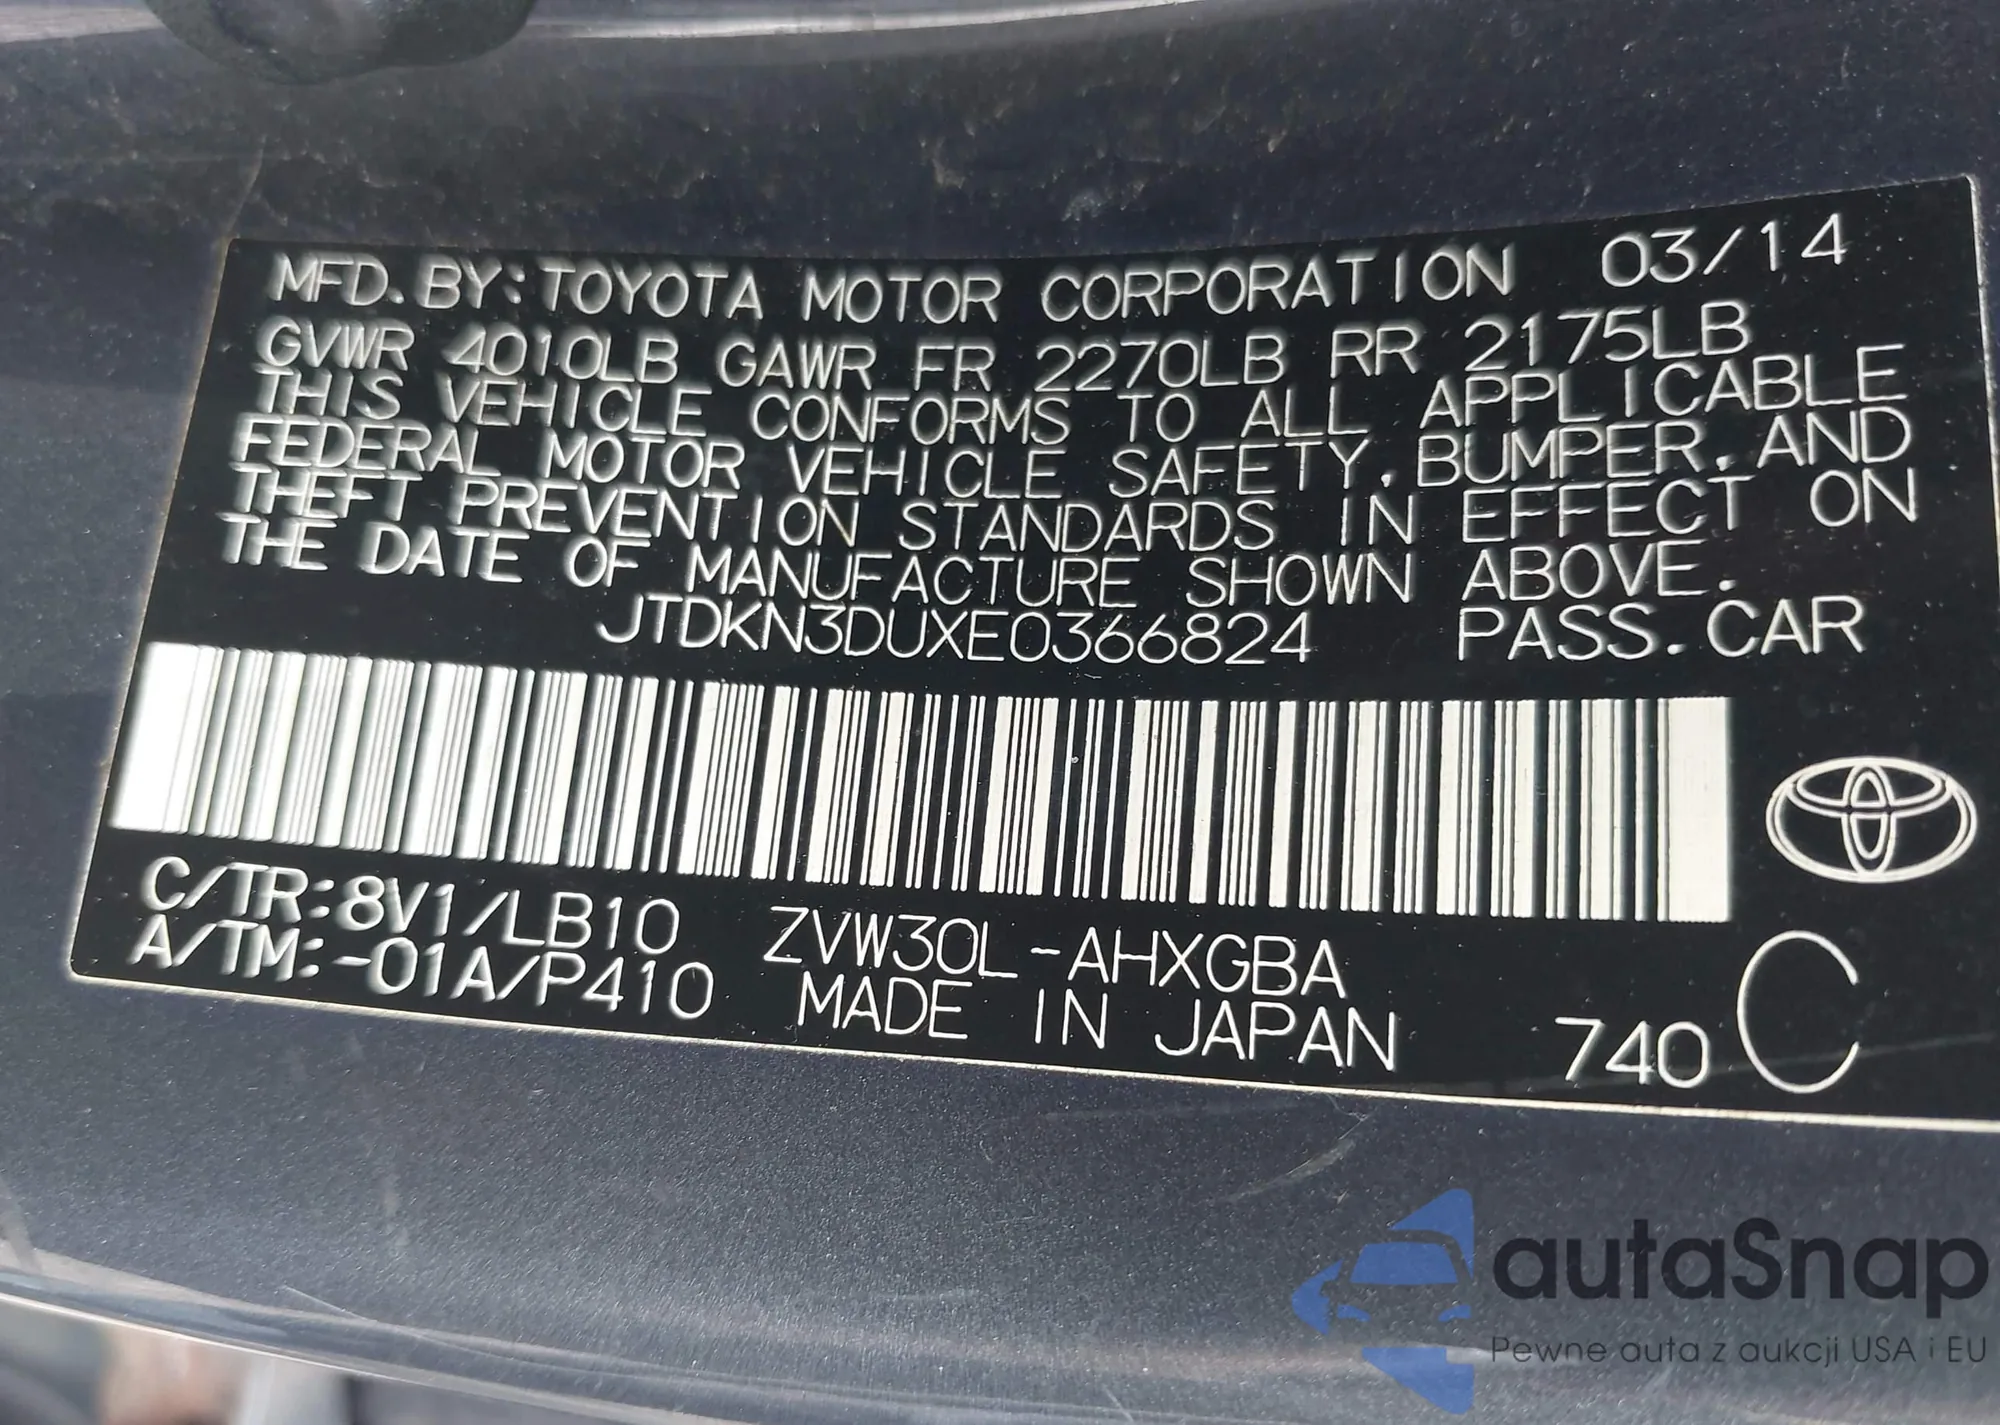 MFD. BY: TOYOTA MOTOR CORPORATION 03/14
GVWR 4010LB GAWR FR 2270LB RR 2175LB
THIS VEHICLE CONFORMS TO ALL APPLICABLE
FEDERAL MOTOR VEHICLE SAFETY, BUMPER, AND
THEFT PREVENTION STANDARDS IN EFFECT ON
THE DATE OF MANUFACTURE SHOWN ABOVE.
JTDKN3DUXE0366824 PASS. CAR
C/TR:8V1/LB10 ZVW30L-AHXGBA
A/TM:-01A/P410 MADE IN JAPAN 740 C
autaSnap
Pewne auta z aukcji USA i EU